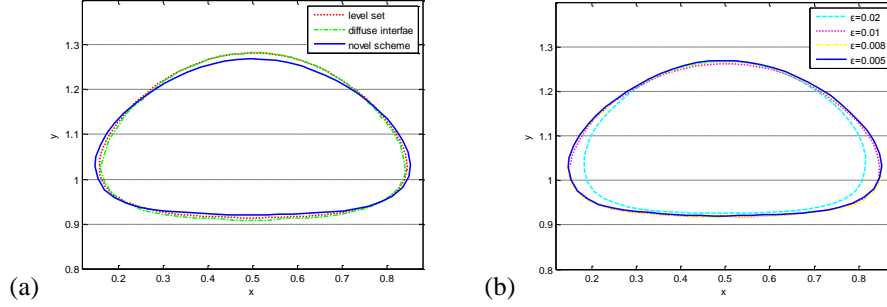 level set
diffuse interfae
novel scheme
1.3
1.2
1.1
1
0.9
0.8
y
0.2 0.3 0.4 0.5 0.6 0.7 0.8
x
(a)
ε=0.02
ε=0.01
ε=0.008
ε=0.005
1.3
1.2
1.1
1
0.9
0.8
y
0.2 0.3 0.4 0.5 0.6 0.7 0.8
x
(b)